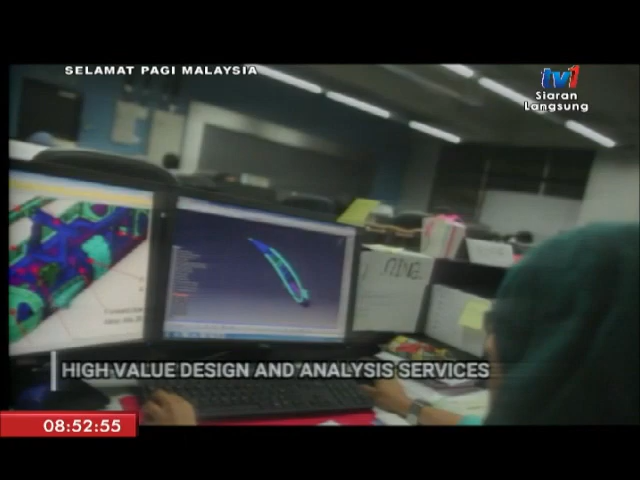 SELAMAT PAGI MALAYSIA
tv1
Siaran
Langsung
HIGH VALUE DESIGN AND ANALYSIS SERVICES
08:52:55